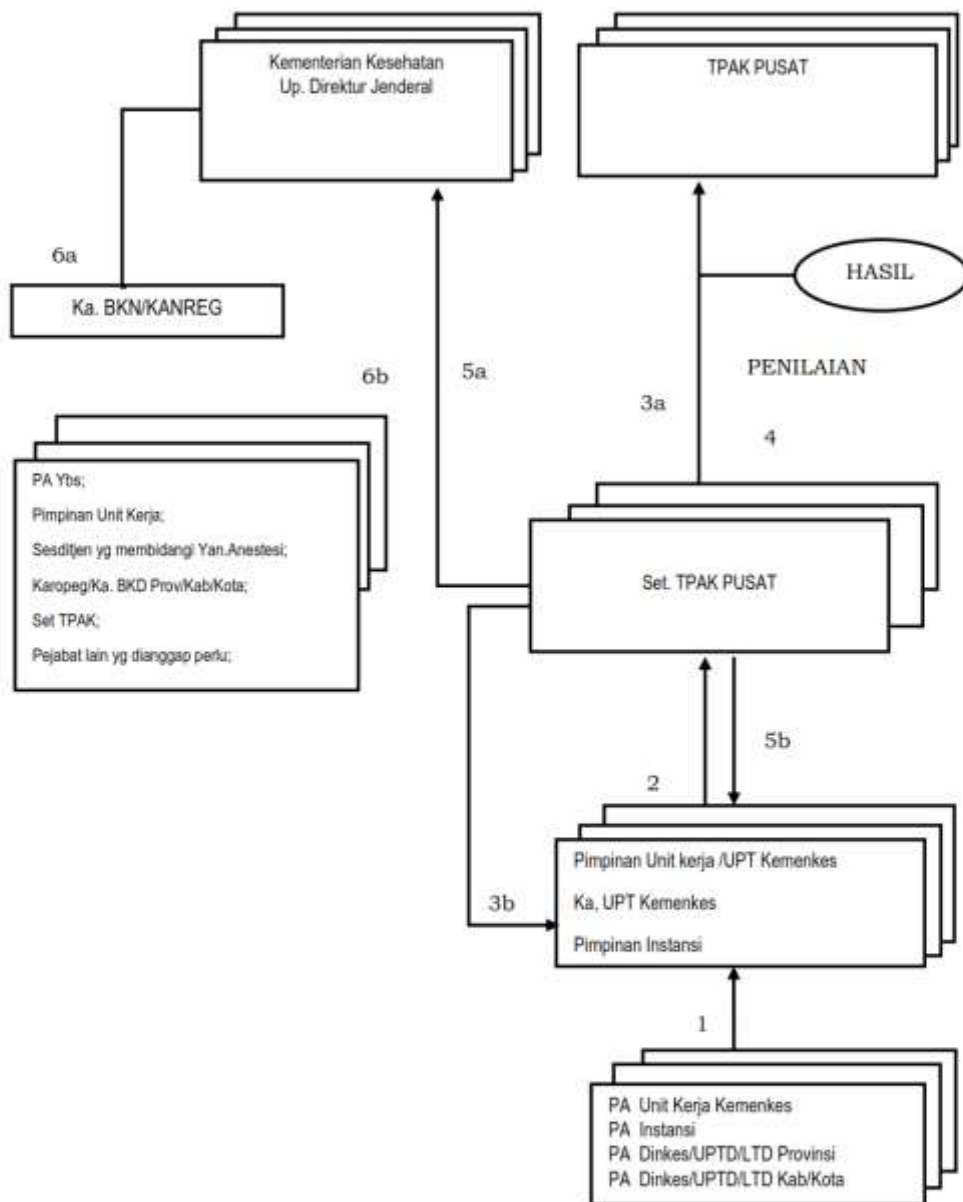 Kementerian Kesehatan
Up. Direktur Jenderal
TPAK PUSAT
6a
HASIL
Ka. BKN/KANREG
PENILAIAN
6b
5a
3a
4
PA Ybs;
Pimpinan Unit Kerja;
Sesditjen yg membidangi Yan.Anestesi;
Karopeg/Ka. BKD Prov/Kab/Kota;
Set TPAK;
Pejabat lain yg dianggap perlu;
Set. TPAK PUSAT
5b
2
Pimpinan Unit kerja /UPT Kemenkes
Ka, UPT Kemenkes
Pimpinan Instansi
3b
1
PA Unit Kerja Kemenkes
PA Instansi
PA Dinkes/UPTD/LTD Provinsi
PA Dinkes/UPTD/LTD Kab/Kota